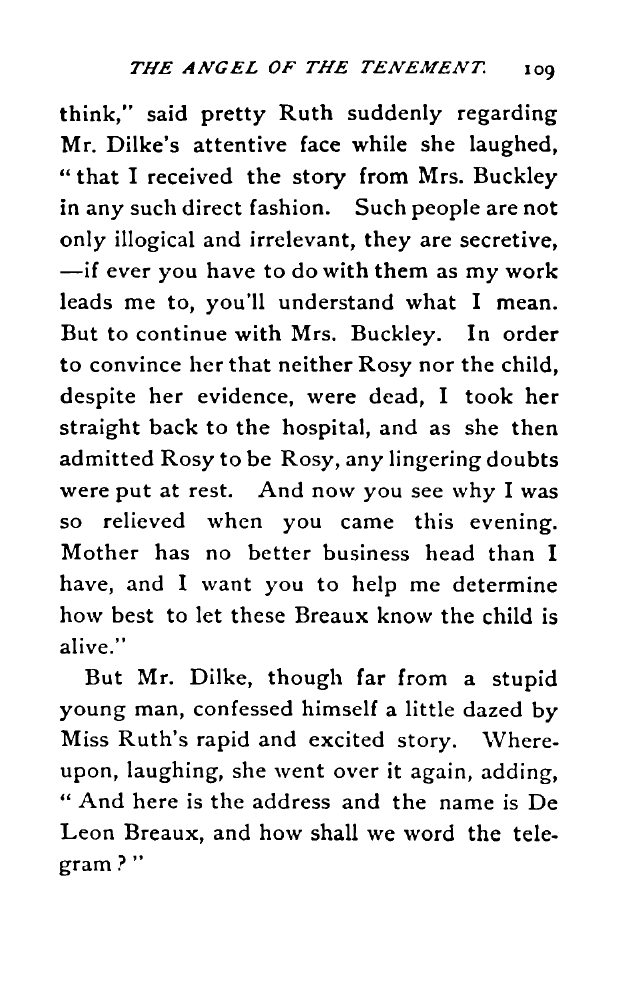 THE ANGEL OF THE TENEMENT. 109
think," said pretty Ruth suddenly regarding
Mr. Dilke's attentive face while she laughed,
“ that I received the story from Mrs. Buckley
in any such direct fashion. Such people are not
only illogical and irrelevant, they are secretive,
—if ever you have to do with them as my work
leads me to, you'll understand what I mean.
But to continue with Mrs. Buckley. In order
to convince her that neither Rosy nor the child,
despite her evidence, were dead, I took her
straight back to the hospital, and as she then
admitted Rosy to be Rosy, any lingering doubts
were put at rest. And now you see why I was
so relieved when you came this evening.
Mother has no better business head than I
have, and I want you to help me determine
how best to let these Breaux know the child is
alive."
But Mr. Dilke, though far from a stupid
young man, confessed himself a little dazed by
Miss Ruth's rapid and excited story. Where-
upon, laughing, she went over it again, adding,
“ And here is the address and the name is De
Leon Breaux, and how shall we word the tele-
gram ? ”